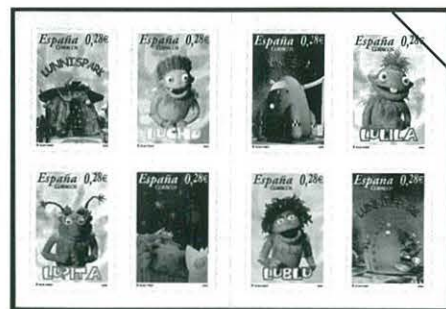 España 0,28€
CORREOS
LUNNISPARC
España 0,28€
CORREOS
LUCHO
España 0,28€
CORREOS
España 0,28€
CORREOS
LULILA
España 0,28€
CORREOS
LUPITA
España 0,28€
CORREOS
España 0,28€
CORREOS
LUBLU
España 0,28€
CORREOS